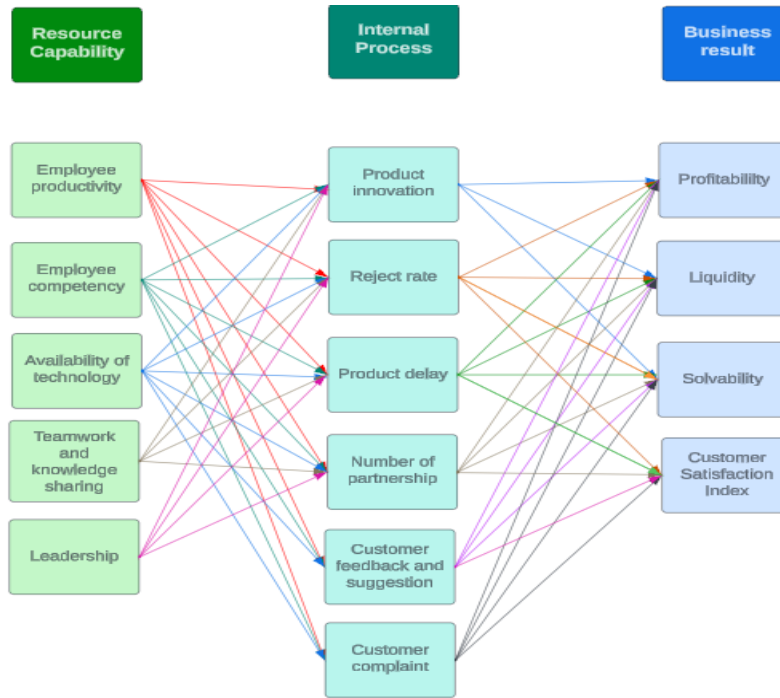 Resource
Capability
Internal
Process
Business
result
Employee
productivity
Employee
competency
Availability of
technology
Teamwork
and
knowledge
sharing
Leadership
Product
innovation
Reject rate
Product delay
Number of
partnership
Customer
feedback and
suggestion
Customer
complaint
Profitabililty
Liquidity
Solvability
Customer
Satisfaction
Index